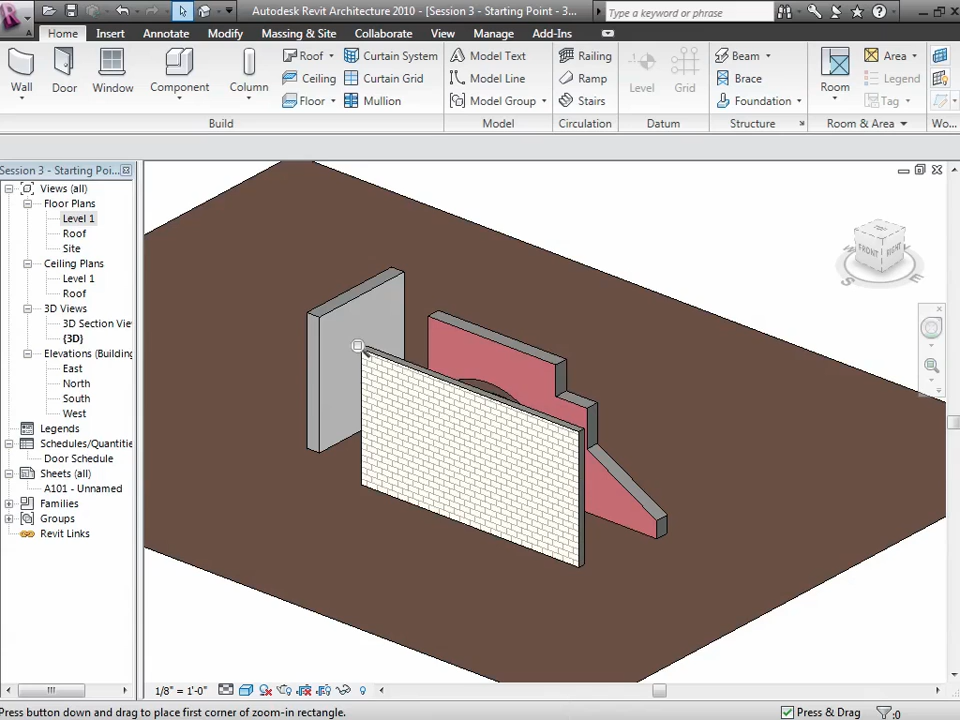 Autodesk Revit Architecture 2010 - [Session 3 - Starting Point - 3...
Type a keyword or phrase
Home Insert Annotate Modify Massing & Site Collaborate View Manage Add-Ins
Wall Door Window Component Column
Roof Ceiling Floor
Curtain System Curtain Grid Mullion
Model Text Model Line Model Group
Railing Ramp Stairs
Level Grid
Beam Brace Foundation
Room Area Legend Tag
Build Model Circulation Datum Structure Room & Area Wo...
Session 3 - Starting Poi...
Views (all)
Floor Plans
Level 1
Roof
Site
Ceiling Plans
Level 1
Roof
3D Views
3D Section Vie
{3D}
Elevations (Building
East
North
South
West
Legends
Schedules/Quantitie
Door Schedule
Sheets (all)
A101 - Unnamed
Families
Groups
Revit Links
FRONT RIGHT
S E
1/8" = 1'-0"
Press button down and drag to place first corner of zoom-in rectangle.
Press & Drag :0